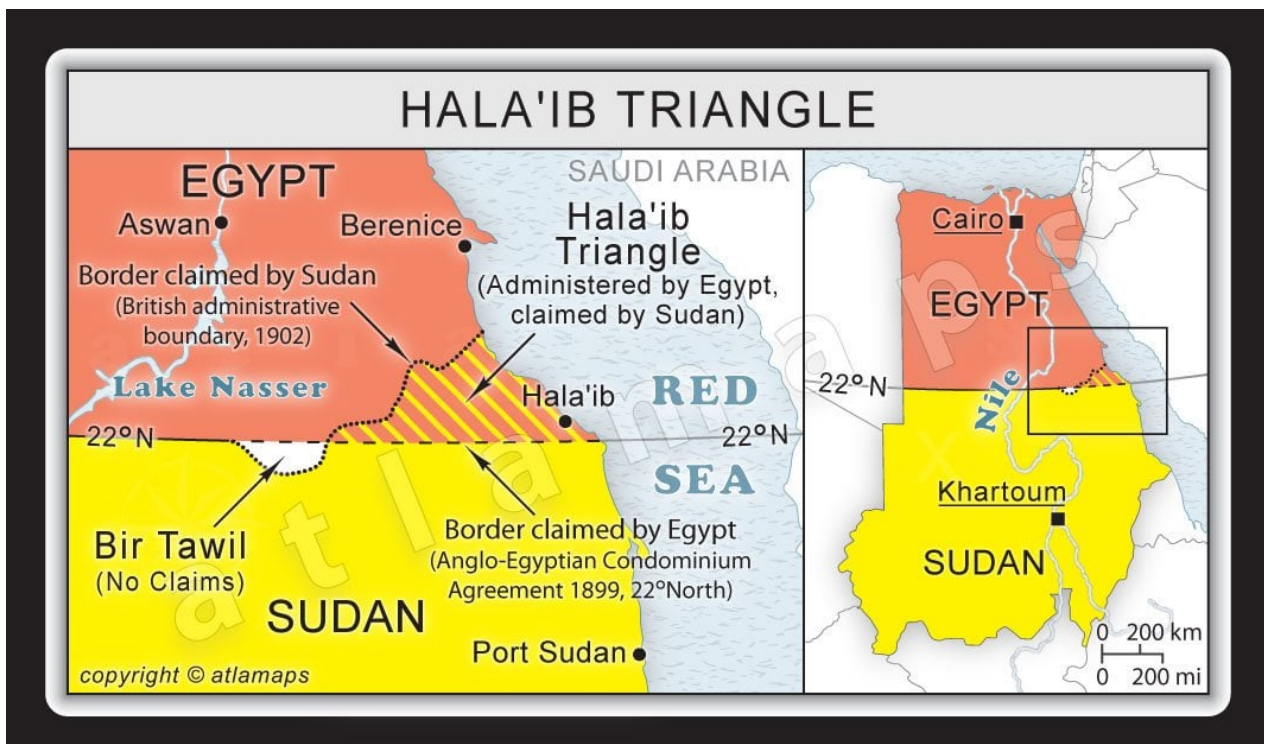 HALA'IB TRIANGLE
EGYPT
SAUDI ARABIA
Aswan
Berenice
Hala'ib
Triangle
(Administered by Egypt,
claimed by Sudan)
Border claimed by Sudan
(British administrative
boundary, 1902)
Lake Nasser
Hala'ib
RED
SEA
22°N
22°N
Bir Tawil
(No Claims)
Border claimed by Egypt
(Anglo-Egyptian Condominium
Agreement 1899, 22°North)
SUDAN
Port Sudan
copyright © atlamaps
atlamaps
Cairo
EGYPT
22°N
Nile
Khartoum
SUDAN
0 200 km
0 200 mi